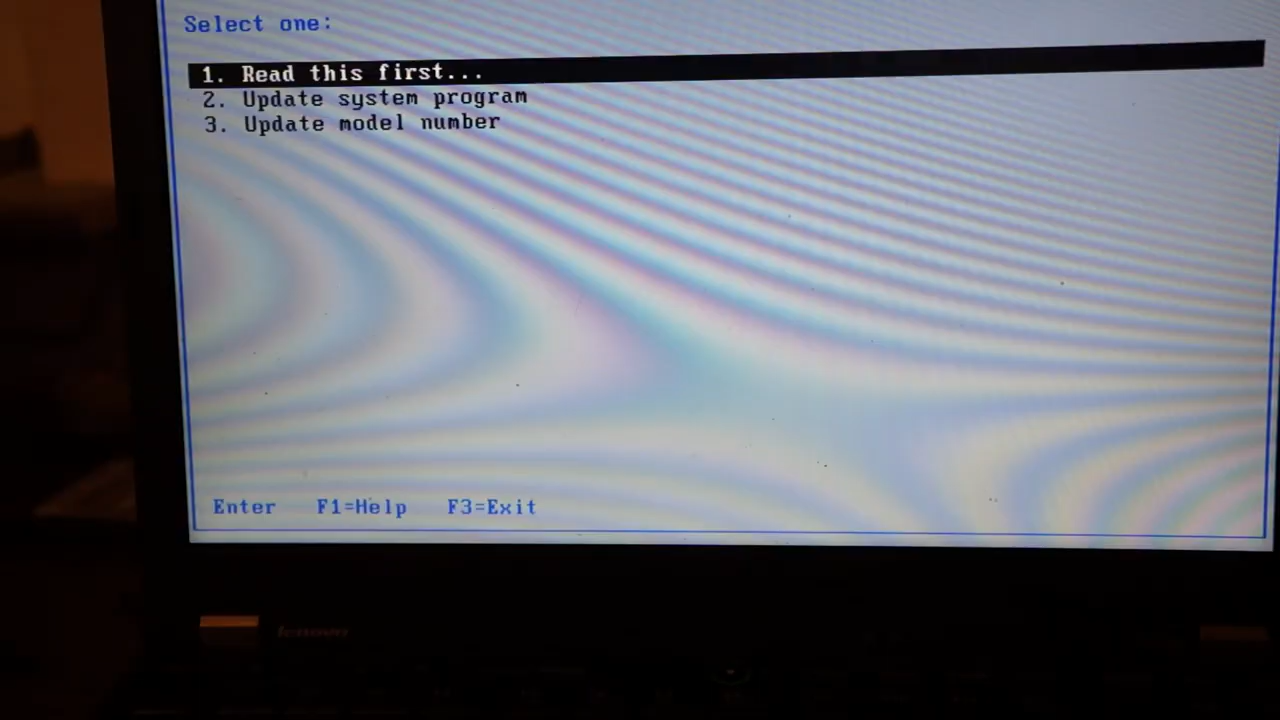 Select one:
1. Read this first...
2. Update system program
3. Update model number
Enter F1=Help F3=Exit
lenovo